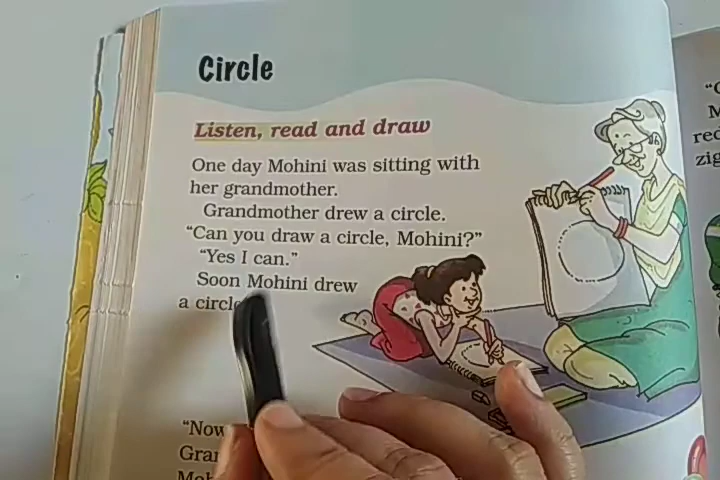 Circle
Listen, read and draw
One day Mohini was sitting with
her grandmother.
Grandmother drew a circle.
"Can you draw a circle, Mohini?"
"Yes I can."
Soon Mohini drew
a circle
"Now